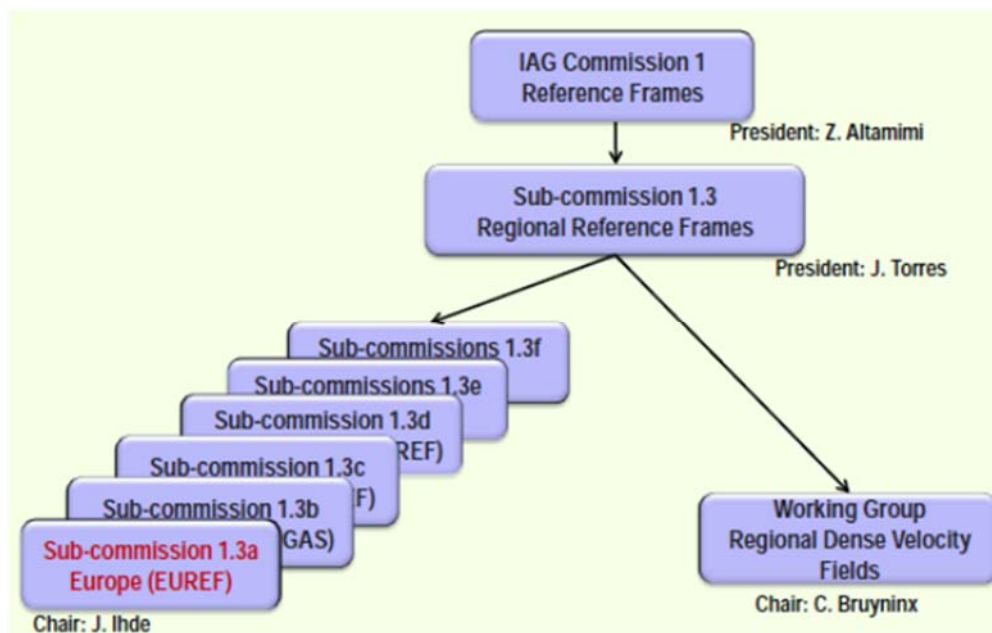 IAG Commission 1
Reference Frames
President: Z. Altamimi
Sub-commission 1.3
Regional Reference Frames
President: J. Torres
Sub-commissions 1.3f
Sub-commissions 1.3e
Sub-commission 1.3d
REF)
Sub-commission 1.3c
F)
Sub-commission 1.3b
GAS)
Sub-commission 1.3a
Europe (EUREF)
Chair: J. Ihde
Working Group
Regional Dense Velocity
Fields
Chair: C. Bruyninx